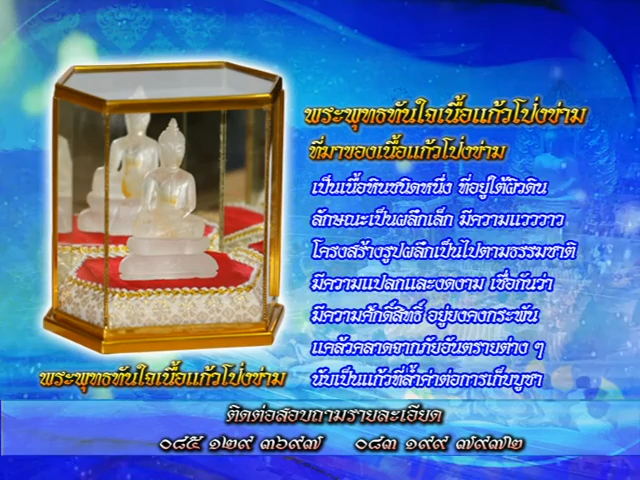 พระพุทธทันใจเนื้อแก้วโป่งข่าม
ที่มาของเนื้อแก้วโป่งข่าม
เป็นเนื้อหินชนิดหนึ่ง ที่อยู่ใต้ผิวดิน
ลักษณะเป็นผลึกเล็ก มีความแวววาว
โครงสร้างรูปผลึกเป็นไปตามธรรมชาติ
มีความแปลกและงดงาม เชื่อกันว่า
มีความศักดิ์สิทธิ์ อยู่ยงคงกระพัน
แคล้วคลาดจากภัยอันตรายต่าง ๆ
นับเป็นแก้วที่ล้ำค่าต่อการเก็บบูชา
พระพุทธทันใจเนื้อแก้วโป่งข่าม
ติดต่อสอบถามรายละเอียด
๐๘๕ ๑๒๙ ๓๖๙๗ ๐๘๓ ๑๙๙ ๗๙๗๒